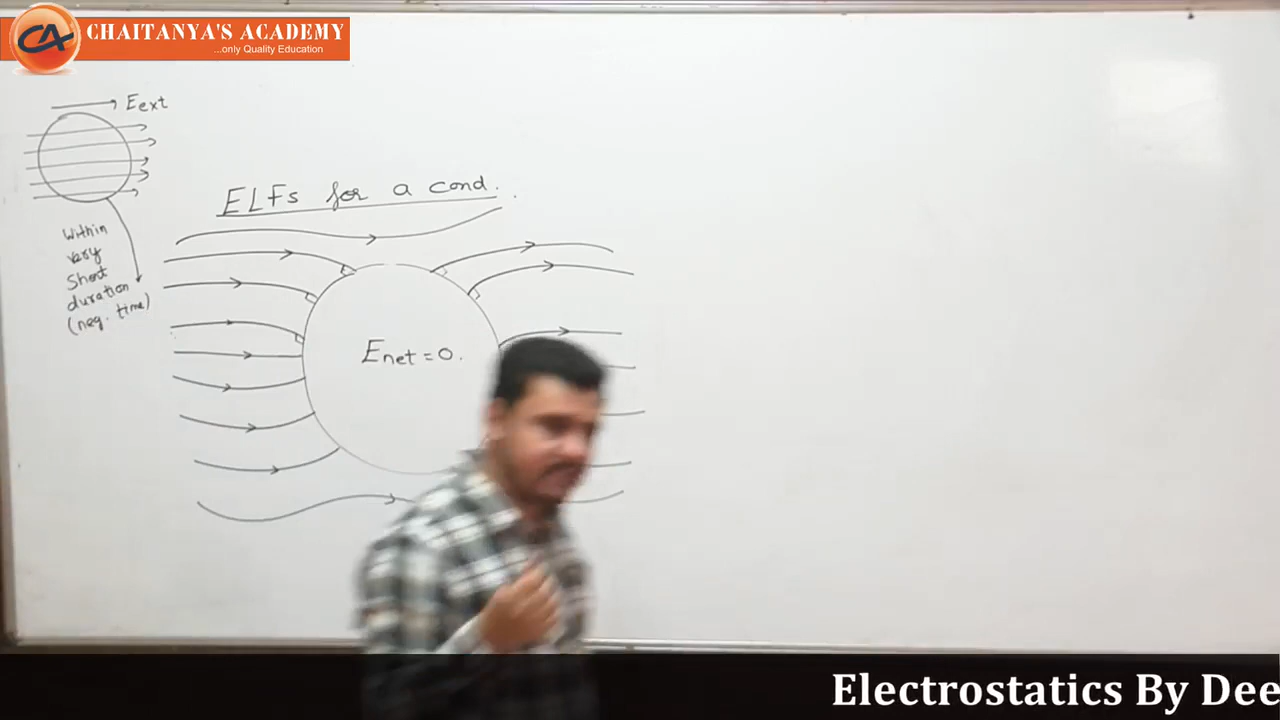 CA
CHAITANYA'S ACADEMY
...only Quality Education
Eext
ELFs for a cond.
Within
very
Short
duration
(neg. time)
Enet = 0.
Electrostatics By Dee